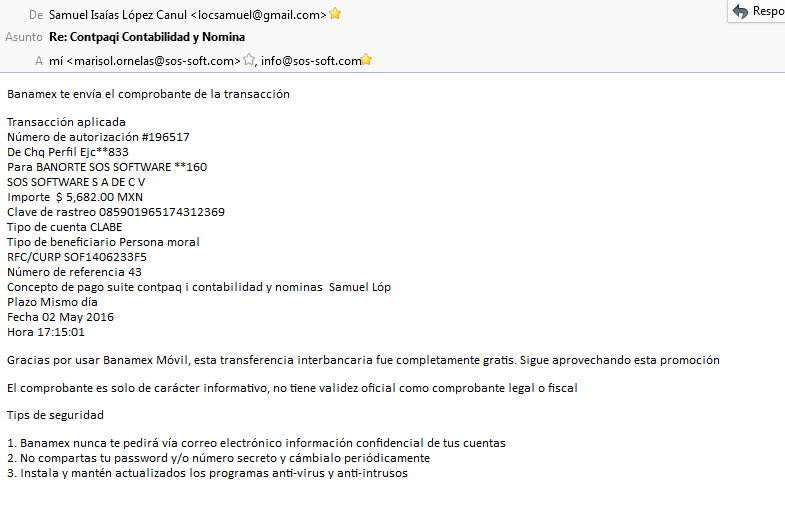 Respo
De Samuel Isaías López Canul <locsamuel@gmail.com>
Asunto Re: Contpaqi Contabilidad y Nomina
A mí <marisol.ornelas@sos-soft.com>, info@sos-soft.com
Banamex te envía el comprobante de la transacción
Transacción aplicada
Número de autorización #196517
De Chq Perfil Ejc**833
Para BANORTE SOS SOFTWARE **160
SOS SOFTWARE S A DE C V
Importe $ 5,682.00 MXN
Clave de rastreo 085901965174312369
Tipo de cuenta CLABE
Tipo de beneficiario Persona moral
RFC/CURP SOF1406233F5
Número de referencia 43
Concepto de pago suite contpaq i contabilidad y nominas Samuel Lóp
Plazo Mismo día
Fecha 02 May 2016
Hora 17:15:01
Gracias por usar Banamex Móvil, esta transferencia interbancaria fue completamente gratis. Sigue aprovechando esta promoción
El comprobante es solo de carácter informativo, no tiene validez oficial como comprobante legal o fiscal
Tips de seguridad
1. Banamex nunca te pedirá vía correo electrónico información confidencial de tus cuentas
2. No compartas tu password y/o número secreto y cámbialo periódicamente
3. Instala y mantén actualizados los programas anti-virus y anti-intrusos